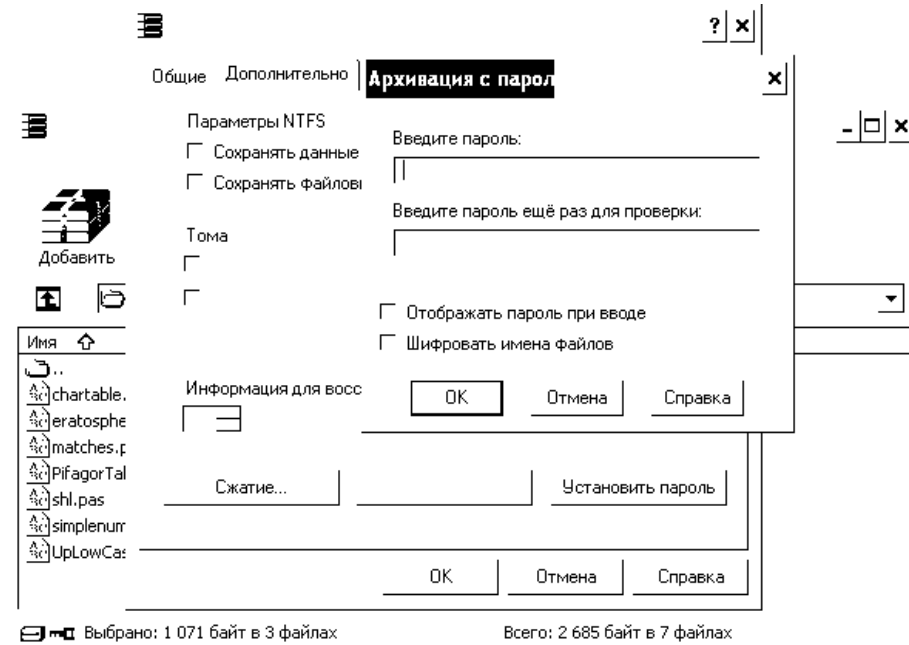 Общие Дополнительно
Архивация с парол
Параметры NTFS
Сохранять данные
Сохранять файловы
Введите пароль:
Введите пароль ещё раз для проверки:
Тома
Добавить
Отображать пароль при вводе
Шифровать имена файлов
OK Отмена Справка
Имя
..
chartable.
eratosphe
matches.p
PifagorTal
shl.pas
simplenum
UpLowCas
Информация для восс
Сжатие... Установить пароль
OK Отмена Справка
Выбрано: 1 071 байт в 3 файлах Всего: 2 685 байт в 7 файлах